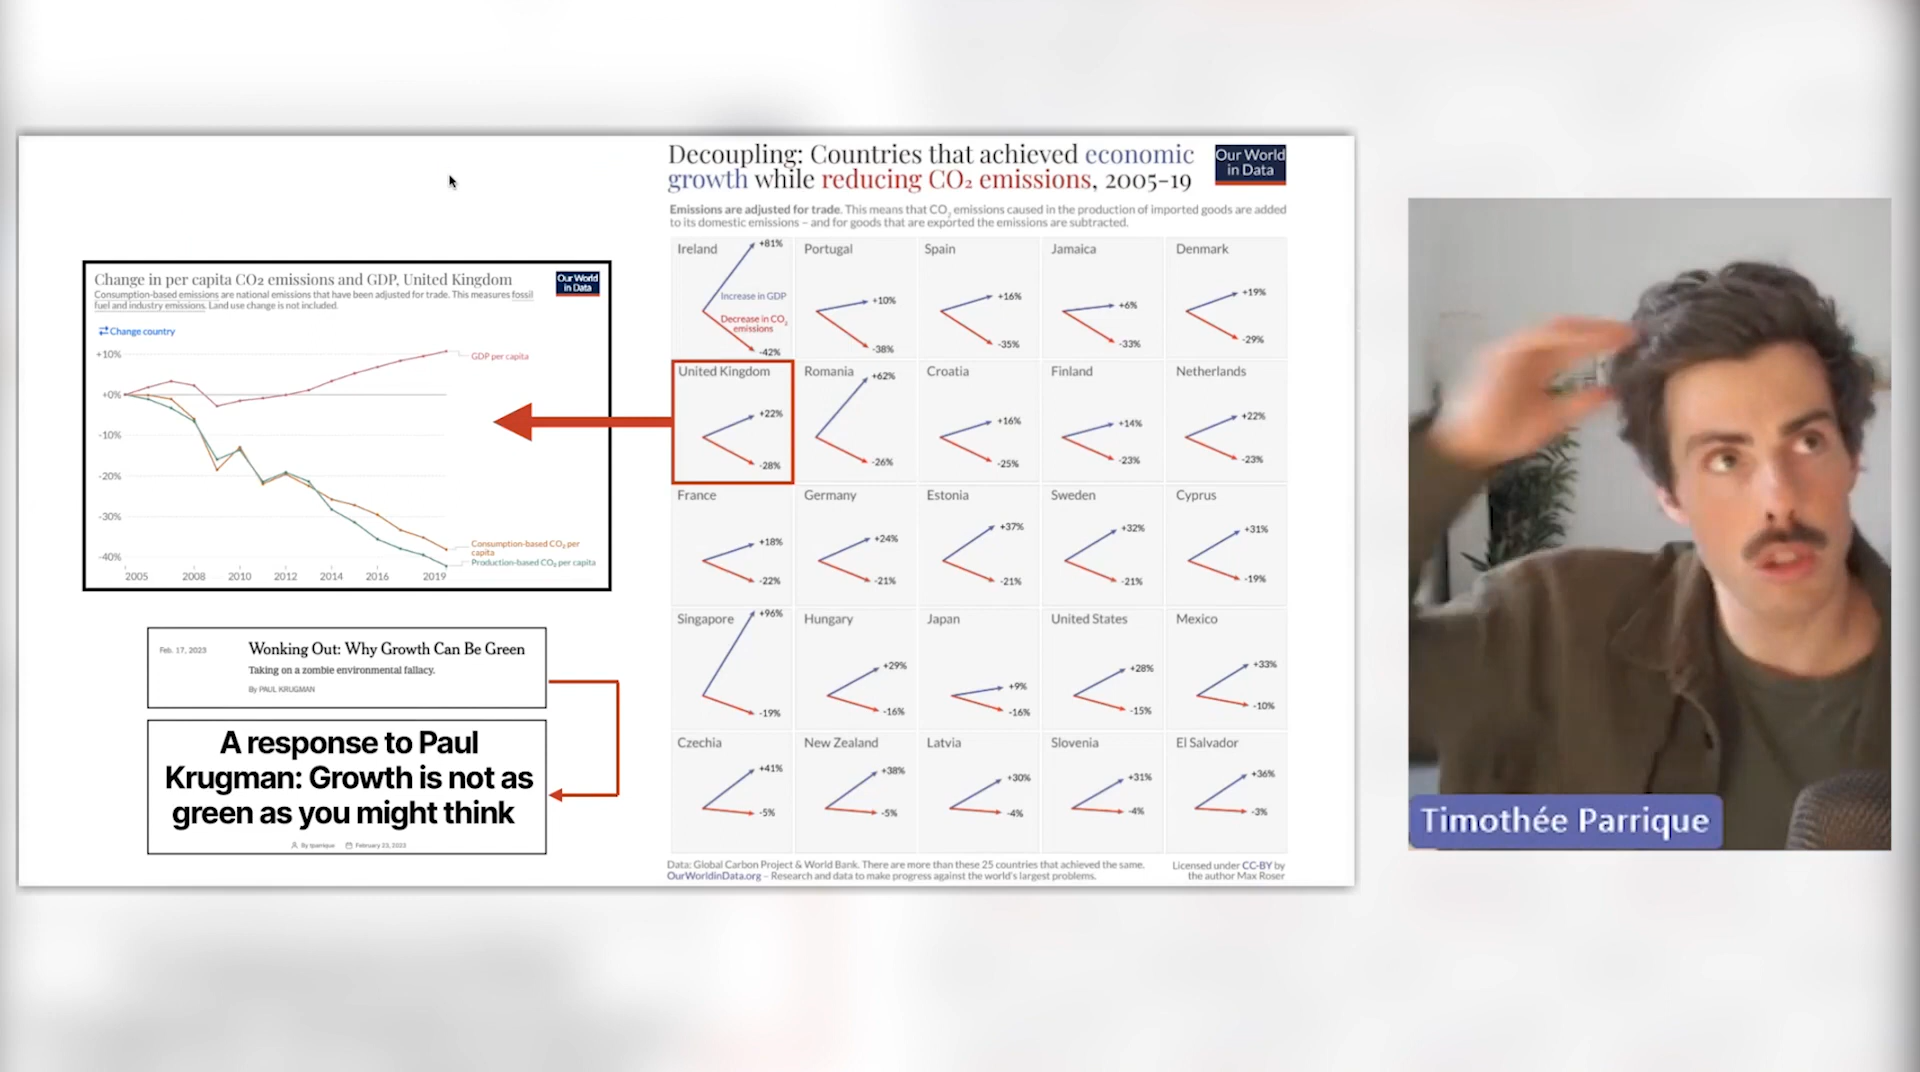 Decoupling: Countries that achieved economic
growth while reducing CO₂ emissions, 2005-19
Our World
in Data
Emissions are adjusted for trade. This means that CO₂ emissions caused in the production of imported goods are added
to its domestic emissions – and for goods that are exported the emissions are subtracted.
Change in per capita CO₂ emissions and GDP, United Kingdom
Our World
in Data
Consumption-based emissions are national emissions that have been adjusted for trade. This measures fossil
fuel and industry emissions. Land use change is not included.
Change country
+10%
+0%
-10%
-20%
-30%
-40%
GDP per capita
Consumption-based CO₂ per
capita
Production-based CO₂ per capita
2005 2008 2010 2012 2014 2016 2019
Feb. 17, 2023
Wonking Out: Why Growth Can Be Green
Taking on a zombie environmental fallacy.
By PAUL KRUGMAN
A response to Paul
Krugman: Growth is not as
green as you might think
By tparrique February 23, 2023
Ireland
+81%
Increase in GDP
Decrease in CO₂
emissions
-42%
Portugal
+10%
-38%
Spain
+16%
-35%
Jamaica
+6%
-33%
Denmark
+19%
-29%
United Kingdom
+22%
-28%
Romania
+62%
-26%
Croatia
+16%
-25%
Finland
+14%
-23%
Netherlands
+22%
-23%
France
+18%
-22%
Germany
+24%
-21%
Estonia
+37%
-21%
Sweden
+32%
-21%
Cyprus
+31%
-19%
Singapore
+96%
-19%
Hungary
+29%
-16%
Japan
+9%
-16%
United States
+28%
-15%
Mexico
+33%
-10%
Czechia
+41%
-5%
New Zealand
+38%
-5%
Latvia
+30%
-4%
Slovenia
+31%
-4%
El Salvador
+36%
-3%
Data: Global Carbon Project & World Bank. There are more than these 25 countries that achieved the same.
OurWorldinData.org – Research and data to make progress against the world's largest problems.
Licensed under CC-BY by
the author Max Roser
Timothée Parrique